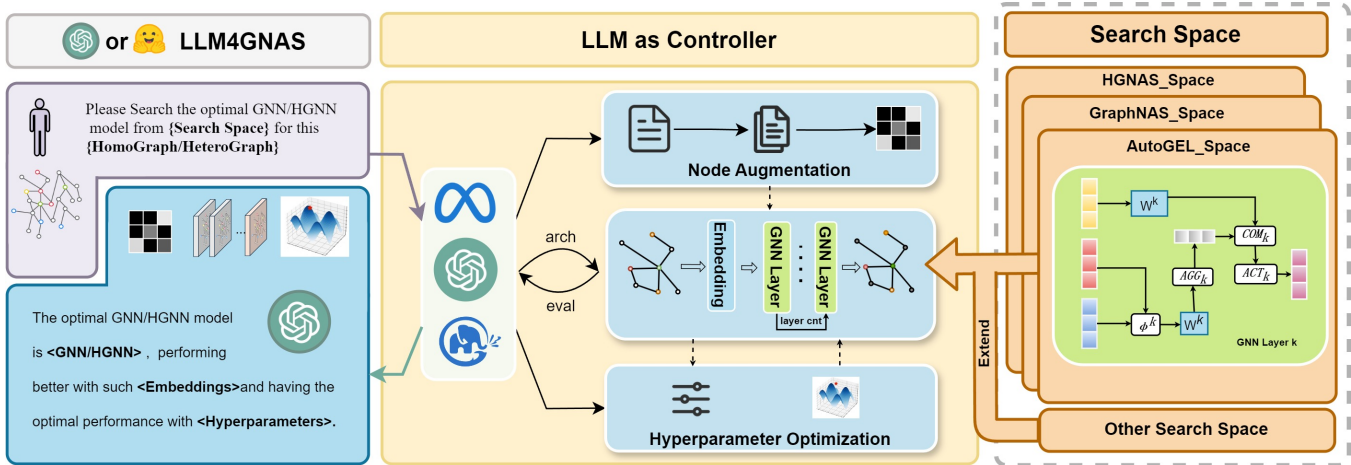 or LLM4GNAS
Please Search the optimal GNN/HGNN
model from {Search Space} for this
{HomoGraph/HeteroGraph}
...
The optimal GNN/HGNN model
is <GNN/HGNN> , performing
better with such <Embeddings>and having the
optimal performance with <Hyperparameters>.
LLM as Controller
arch
eval
Node Augmentation
Embedding
GNN Layer
. . . . .
GNN Layer
layer cnt
Hyperparameter Optimization
Search Space
HGNAS_Space
GraphNAS_Space
AutoGEL_Space
W^k
COM_k
AGG_k
ACT_k
ϕ^k
W^k
GNN Layer k
Extend
Other Search Space